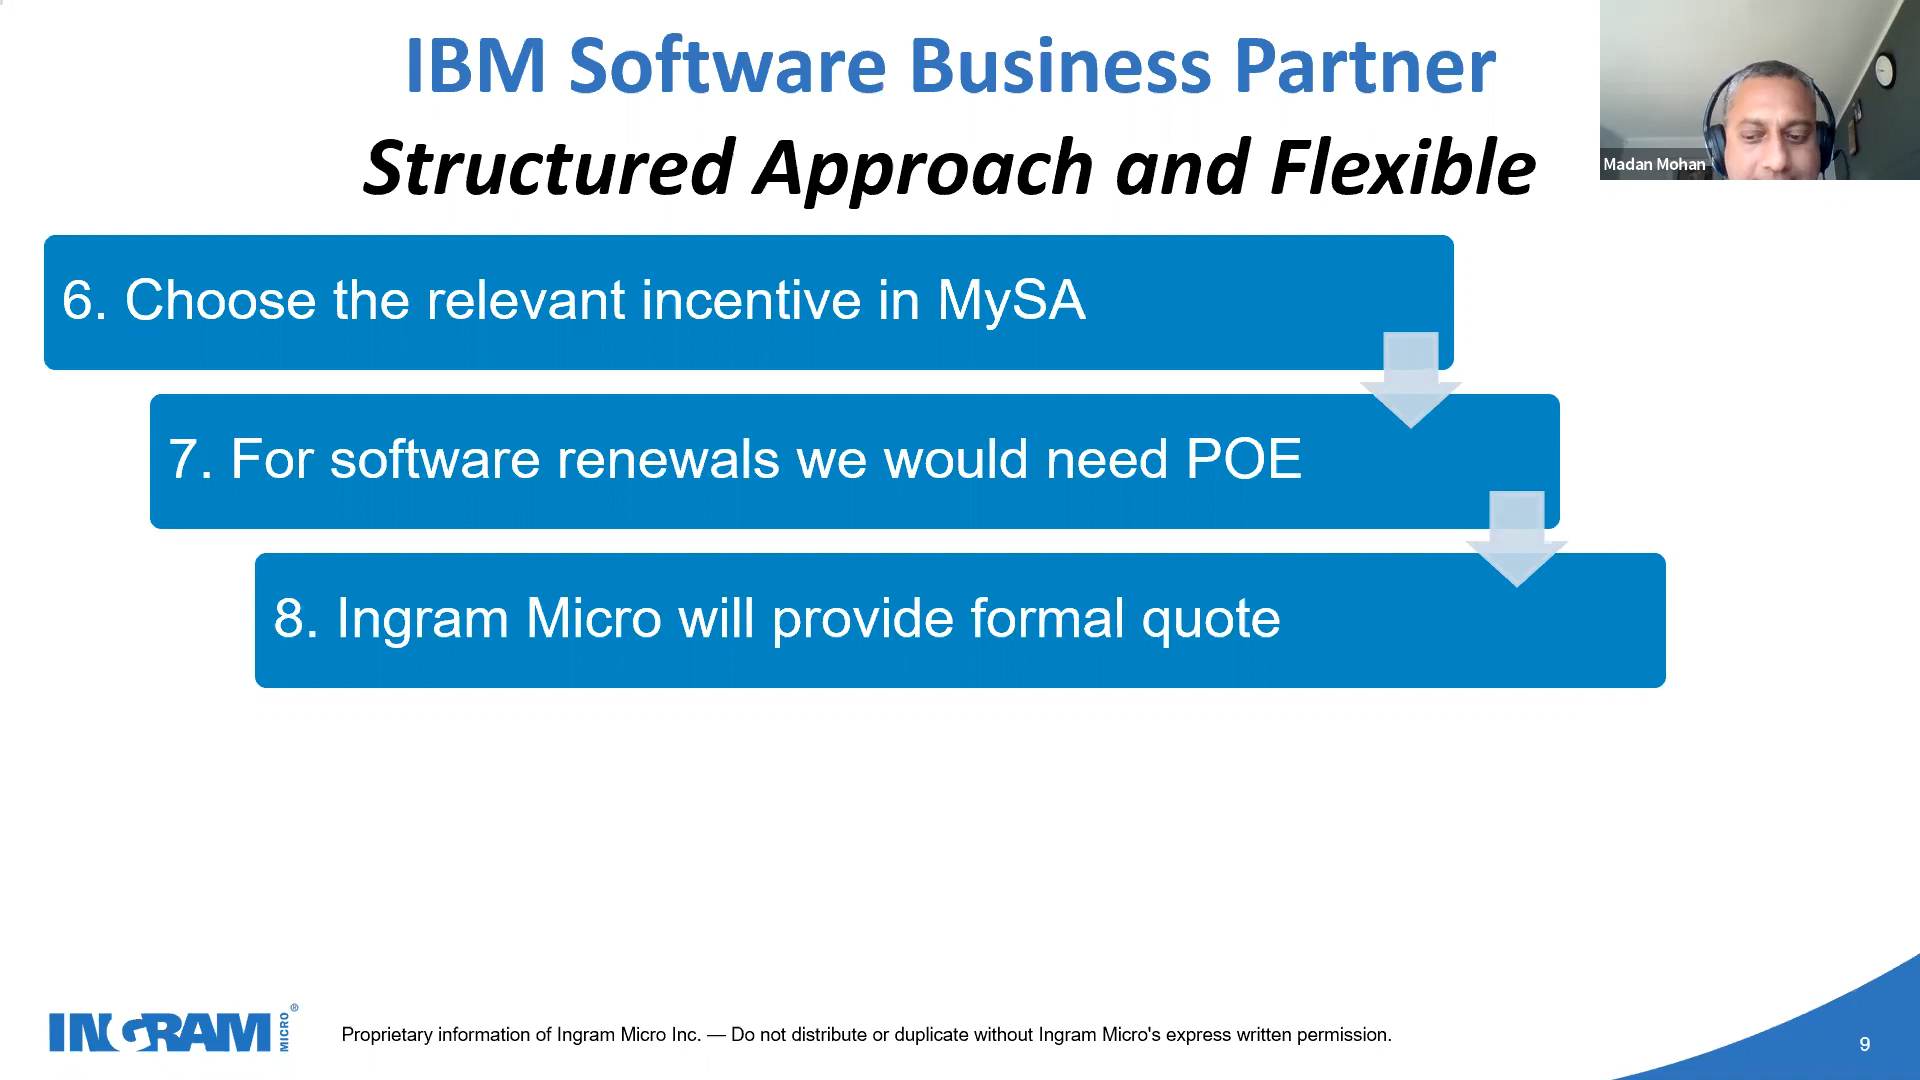 IBM Software Business Partner
Structured Approach and Flexible
Madan Mohan
6. Choose the relevant incentive in MySA
7. For software renewals we would need POE
8. Ingram Micro will provide formal quote
INGRAM MICRO®
Proprietary information of Ingram Micro Inc. — Do not distribute or duplicate without Ingram Micro's express written permission.
9